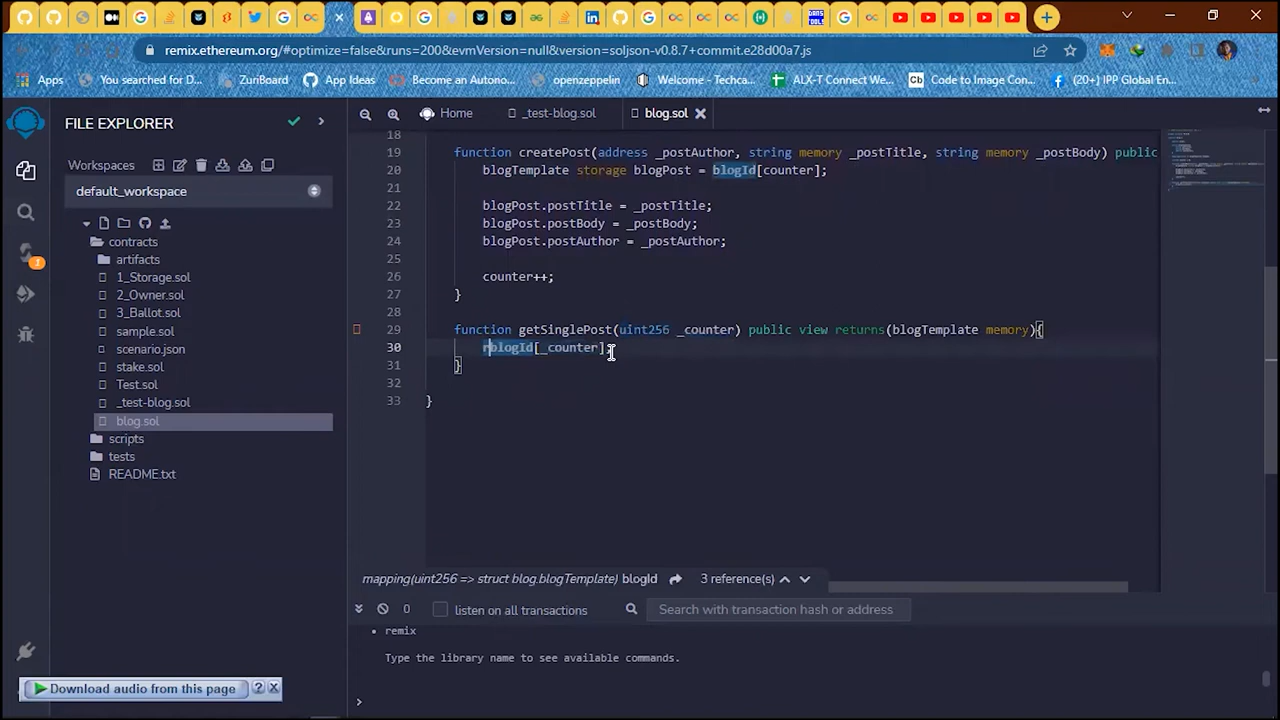 remix.ethereum.org/#optimize=false&runs=200&evmVersion=null&version=soljson-v0.8.7+commit.e28d00a7.js
Apps
You searched for D...
ZuriBoard
App Ideas
Become an Autono...
openzeppelin
Welcome - Techca...
ALX-T Connect We...
Cb Code to Image Con...
(20+) IPP Global En...
FILE EXPLORER
Home
_test-blog.sol
blog.sol
Workspaces
default_workspace
contracts
artifacts
1_Storage.sol
2_Owner.sol
3_Ballot.sol
sample.sol
scenario.json
stake.sol
Test.sol
_test-blog.sol
blog.sol
scripts
tests
README.txt
1
18
19 function createPost(address _postAuthor, string memory _postTitle, string memory _postBody) public
20 blogTemplate storage blogPost = blogId[counter];
21
22 blogPost.postTitle = _postTitle;
23 blogPost.postBody = _postBody;
24 blogPost.postAuthor = _postAuthor;
25
26 counter++;
27 }
28
29 function getSinglePost(uint256 _counter) public view returns(blogTemplate memory){
30 rblogId[_counter];
31 }
32
33 }
mapping(uint256 => struct blog.blogTemplate) blogId 3 reference(s)
0 listen on all transactions Search with transaction hash or address
• remix
Type the library name to see available commands.
>
Download audio from this page ? X